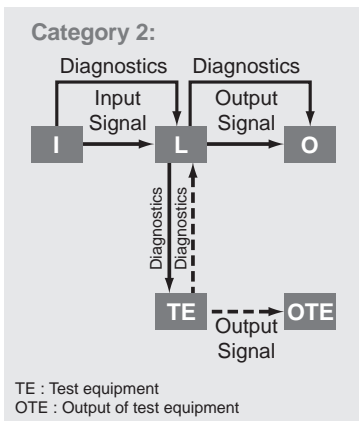 Category 2:
Diagnostics
Diagnostics
Input
Signal
Output
Signal
I
L
O
Diagnostics
Diagnostics
TE
OTE
Output
Signal
TE : Test equipment
OTE : Output of test equipment